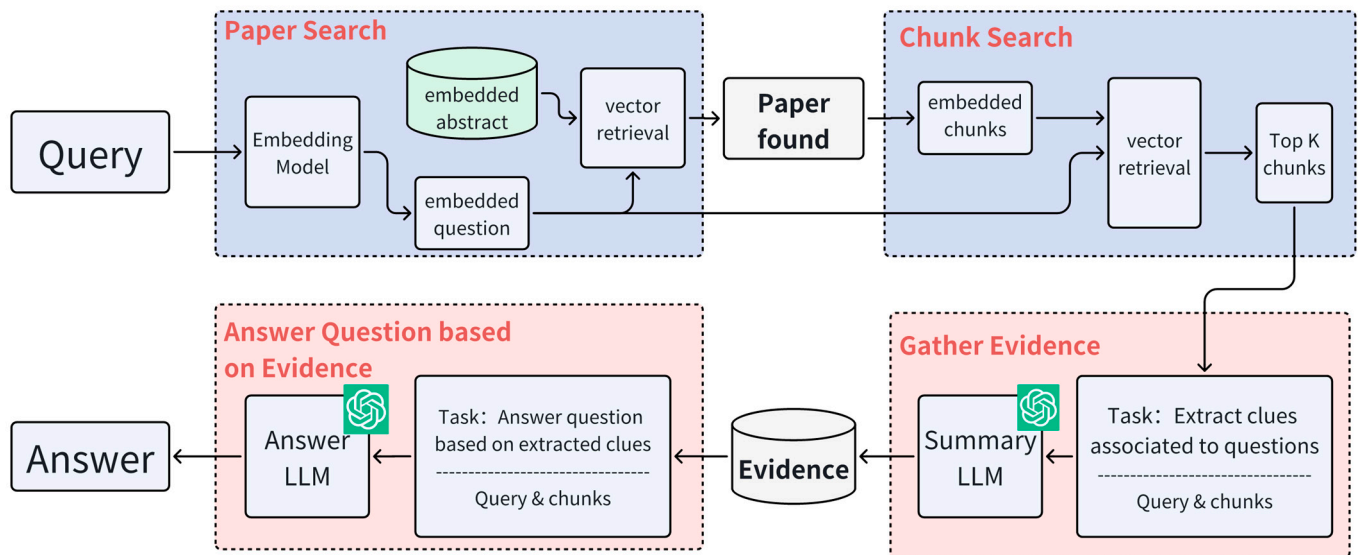 Paper Search
Query
Embedding
Model
embedded
abstract
embedded
question
vector
retrieval
Paper
found
Chunk Search
embedded
chunks
vector
retrieval
Top K
chunks
Gather Evidence
Task：Extract clues
associated to questions
Query & chunks
Summary
LLM
Evidence
Answer Question based
on Evidence
Task：Answer question
based on extracted clues
Query & chunks
Answer
LLM
Answer